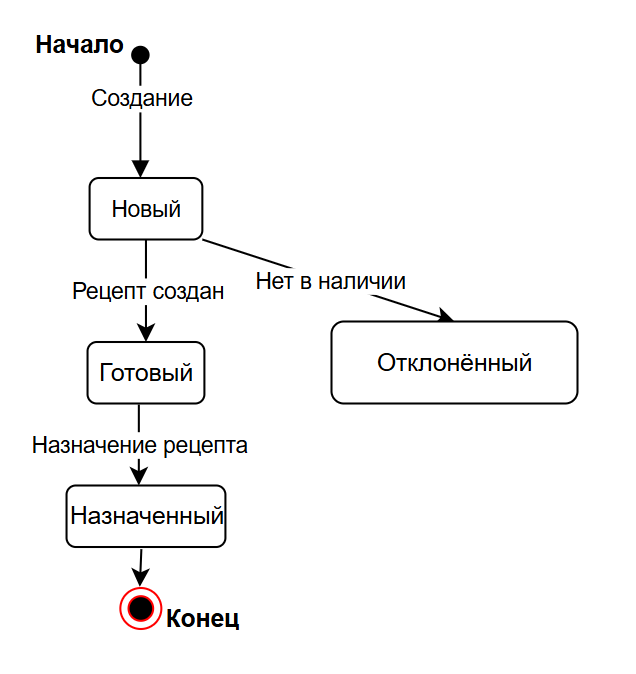 Начало
Создание
Новый
Рецепт создан
Нет в наличии
Готовый
Отклонённый
Назначение рецепта
Назначенный
Конец